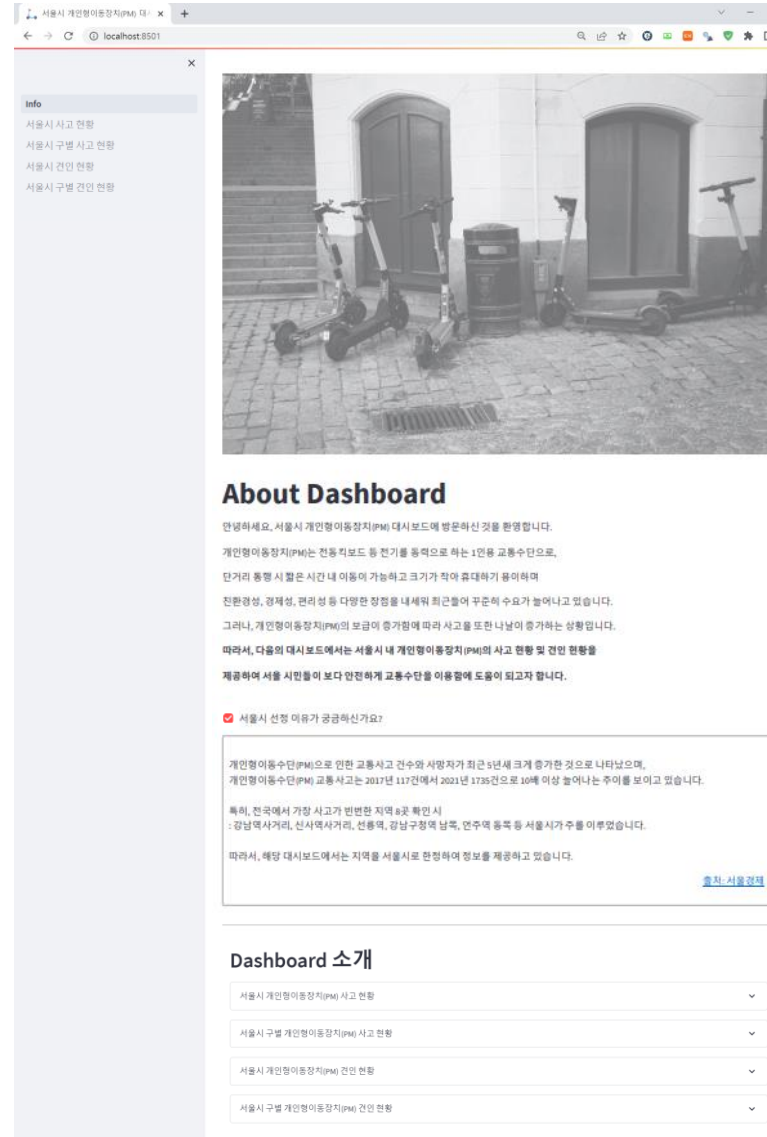 서울시 개인형이동장치(PM) 대
localhost:8501
Info
서울시 사고 현황
서울시 구별 사고 현황
서울시 견인 현황
서울시 구별 견인 현황
About Dashboard
안녕하세요, 서울시 개인형이동장치(PM) 대시보드에 방문하신 것을 환영합니다.
개인형이동장치(PM)는 전동킥보드 등 전기를 동력으로 하는 1인용 교통수단으로,
단거리 통행 시 짧은 시간 내 이동이 가능하고 크기가 작아 휴대하기 용이하며
친환경성, 경제성, 편리성 등 다양한 장점을 내세워 최근들어 꾸준히 수요가 늘어나고 있습니다.
그러나, 개인형이동장치(PM)의 보급이 증가함에 따라 사고율 또한 나날이 증가하는 상황입니다.
따라서, 다음의 대시보드에서는 서울시 내 개인형이동장치(PM)의 사고 현황 및 견인 현황을
제공하여 서울 시민들이 보다 안전하게 교통수단을 이용함에 도움이 되고자 합니다.
서울시 선정 이유가 궁금하신가요?
개인형이동수단(PM)으로 인한 교통사고 건수와 사망자가 최근 5년새 크게 증가한 것으로 나타났으며,
개인형이동수단(PM) 교통사고는 2017년 117건에서 2021년 1735건으로 10배 이상 늘어나는 추이를 보이고 있습니다.
특히, 전국에서 가장 사고가 빈번한 지역 8곳 확인 시
: 강남역사거리, 신사역사거리, 선릉역, 강남구청역 남쪽, 언주역 동쪽 등 서울시가 주를 이루었습니다.
따라서, 해당 대시보드에서는 지역을 서울시로 한정하여 정보를 제공하고 있습니다.
출처: 서울경제
Dashboard 소개
서울시 개인형이동장치(PM) 사고 현황
서울시 구별 개인형이동장치(PM) 사고 현황
서울시 개인형이동장치(PM) 견인 현황
서울시 구별 개인형이동장치(PM) 견인 현황